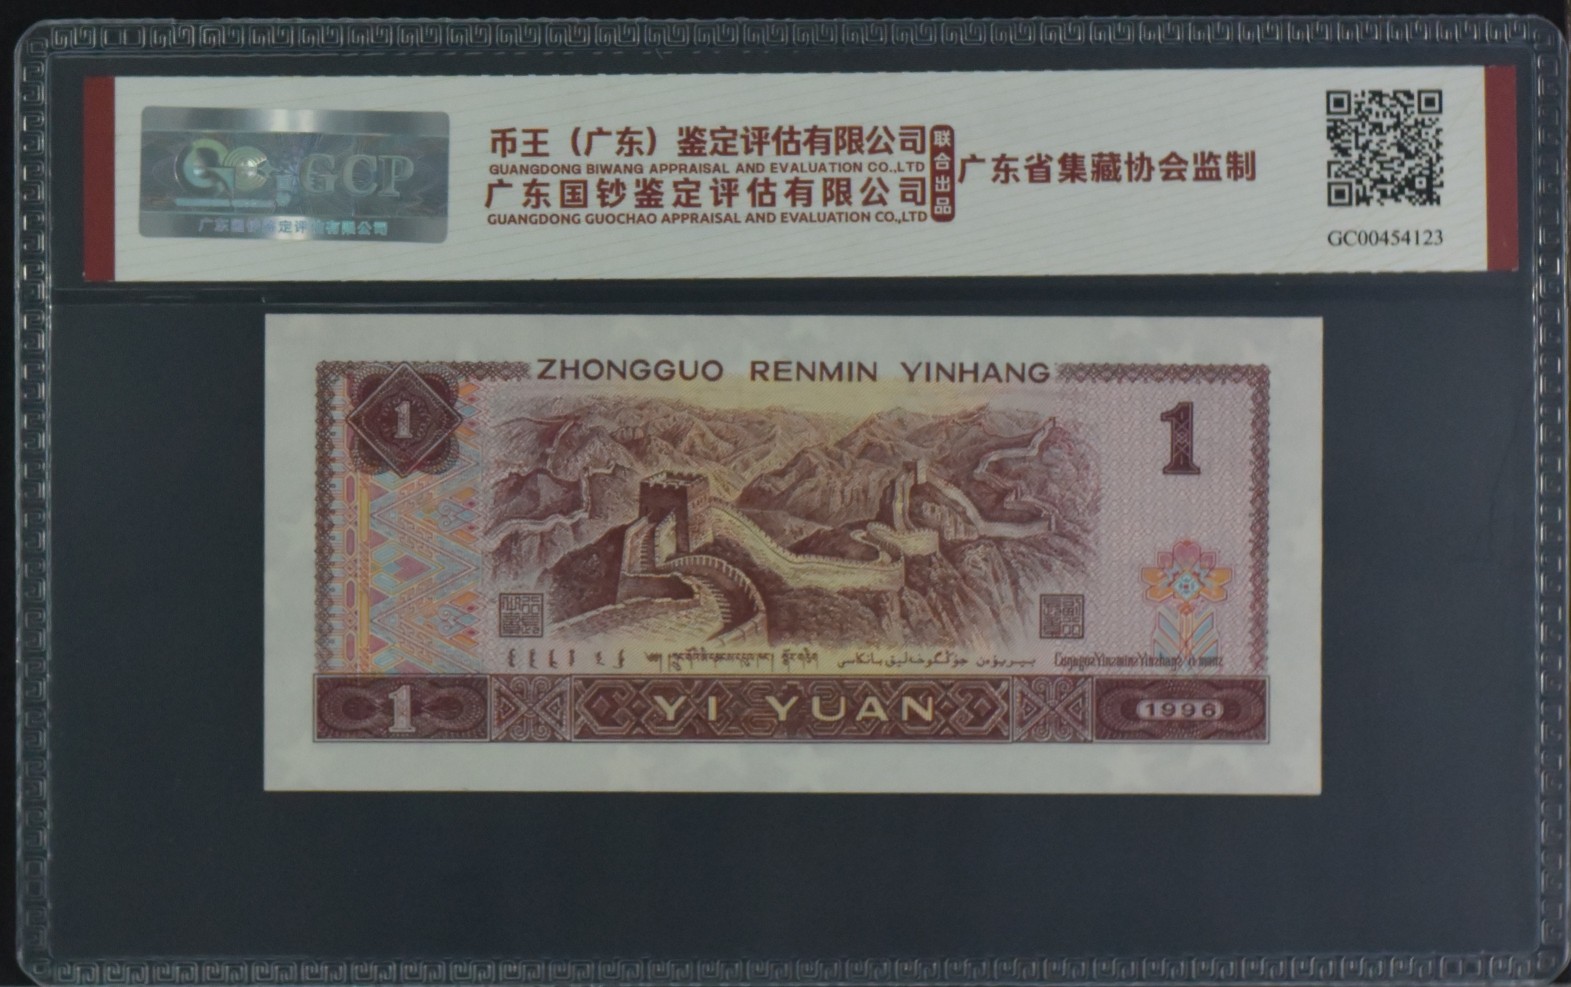 GCP
广东国钞鉴定评估有限公司
币王（广东）鉴定评估有限公司
GUANGDONG BIWANG APPRAISAL AND EVALUATION CO.,LTD
广东国钞鉴定评估有限公司
GUANGDONG GUOCHAO APPRAISAL AND EVALUATION CO.,LTD
联合出品
广东省集藏协会监制
GC00454123
ZHONGGUO RENMIN YINHANG
1
1
1
YI YUAN
1996